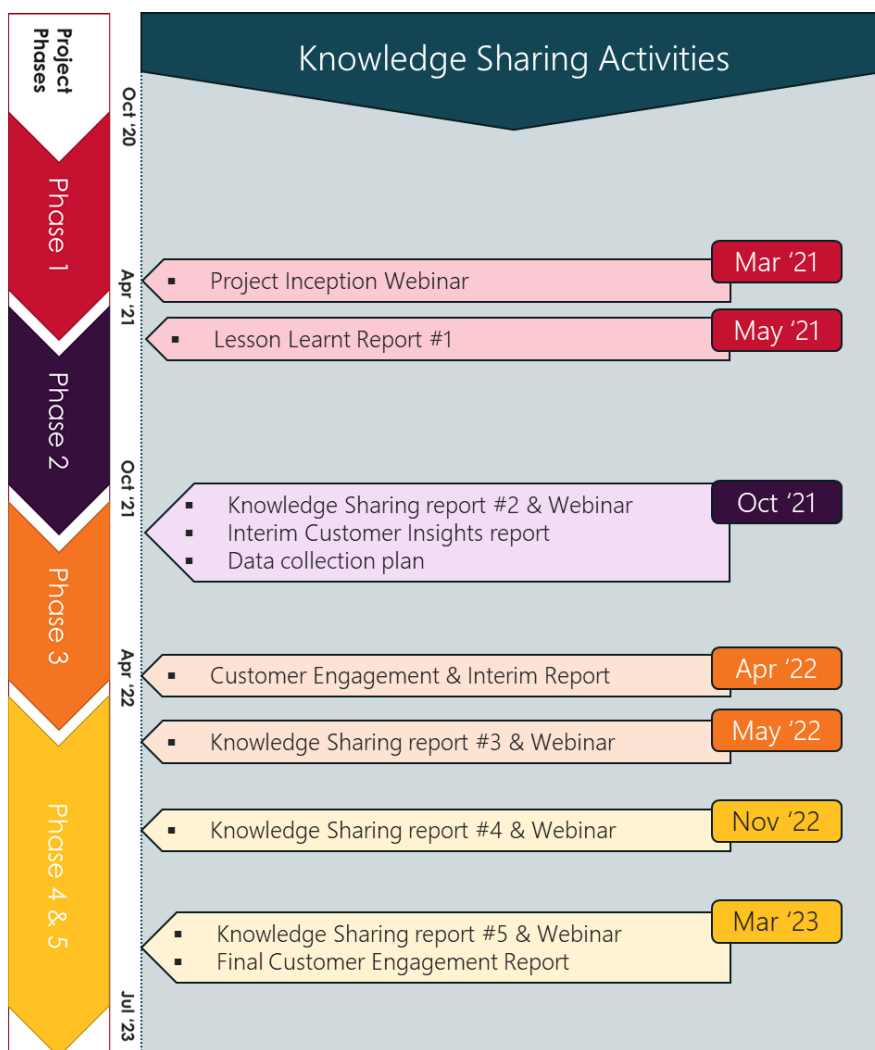 Project
Phases
Knowledge Sharing Activities
Oct ‘20
Phase 1
Mar ‘21
▪ Project Inception Webinar
Apr ‘21
May ‘21
▪ Lesson Learnt Report #1
Phase 2
Oct ‘21
Oct ‘21
▪ Knowledge Sharing report #2 & Webinar
▪ Interim Customer Insights report
▪ Data collection plan
Phase 3
Apr ‘22
Apr ‘22
▪ Customer Engagement & Interim Report
May ‘22
▪ Knowledge Sharing report #3 & Webinar
Phase 4 & 5
Nov ‘22
▪ Knowledge Sharing report #4 & Webinar
Mar ‘23
▪ Knowledge Sharing report #5 & Webinar
▪ Final Customer Engagement Report
Jul ‘23